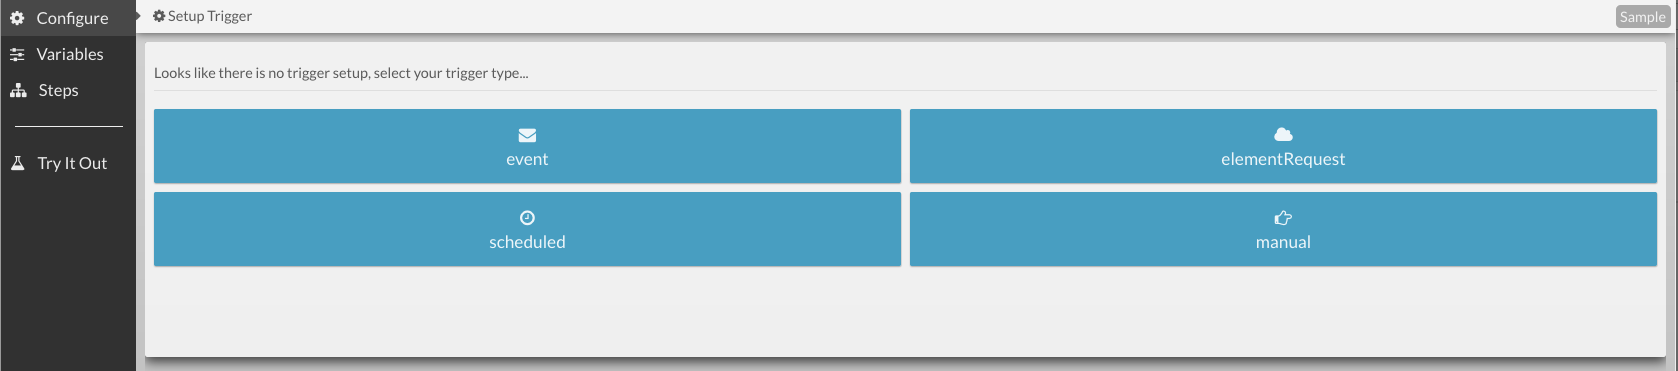 Configure
Variables
Steps
Try It Out
Setup Trigger
Sample
Looks like there is no trigger setup, select your trigger type...
event
elementRequest
scheduled
manual